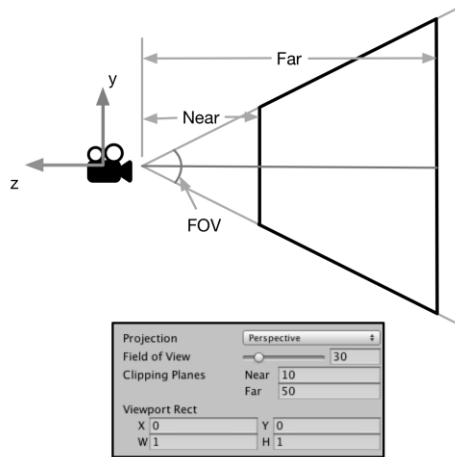 Far
y
Near
z
FOV
Projection Perspective
Field of View 30
Clipping Planes Near 10
Far 50
Viewport Rect
X 0 Y 0
W 1 H 1